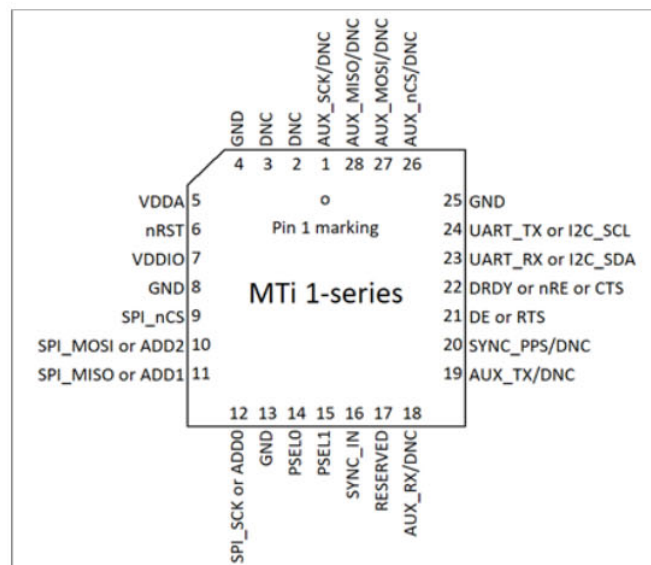 AUX_SCK/DNC
AUX_MISO/DNC
AUX_MOSI/DNC
AUX_nCS/DNC
GND
DNC
DNC
4 3 2 1 28 27 26
VDDA 5
nRST 6
VDDIO 7
GND 8
SPI_nCS 9
SPI_MOSI or ADD2 10
SPI_MISO or ADD1 11
Pin 1 marking
MTi 1-series
25 GND
24 UART_TX or I2C_SCL
23 UART_RX or I2C_SDA
22 DRDY or nRE or CTS
21 DE or RTS
20 SYNC_PPS/DNC
19 AUX_TX/DNC
12 13 14 15 16 17 18
SPI_SCK or ADD0
GND
PSEL0
PSEL1
SYNC_IN
RESERVED
AUX_RX/DNC